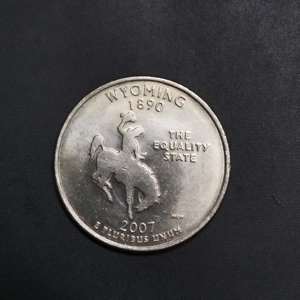 WYOMING
1890
THE
EQUALITY
STATE
2007
E PLURIBUS UNUM